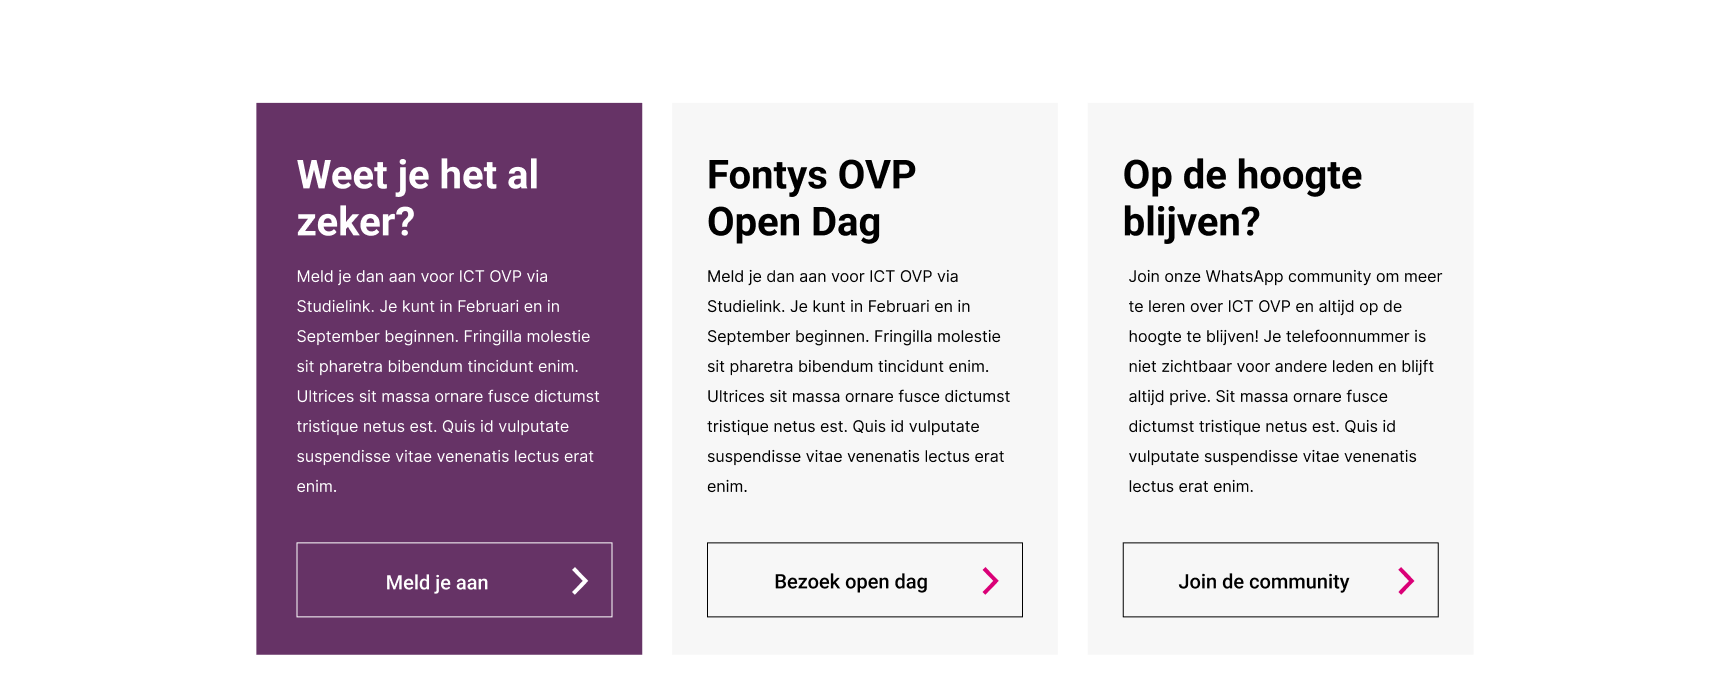 Weet je het al
zeker?
Meld je dan aan voor ICT OVP via
Studielink. Je kunt in Februari en in
September beginnen. Fringilla molestie
sit pharetra bibendum tincidunt enim.
Ultrices sit massa ornare fusce dictumst
tristique netus est. Quis id vulputate
suspendisse vitae venenatis lectus erat
enim.
Meld je aan
Fontys OVP
Open Dag
Meld je dan aan voor ICT OVP via
Studielink. Je kunt in Februari en in
September beginnen. Fringilla molestie
sit pharetra bibendum tincidunt enim.
Ultrices sit massa ornare fusce dictumst
tristique netus est. Quis id vulputate
suspendisse vitae venenatis lectus erat
enim.
Bezoek open dag
Op de hoogte
blijven?
Join onze WhatsApp community om meer
te leren over ICT OVP en altijd op de
hoogte te blijven! Je telefoonnummer is
niet zichtbaar voor andere leden en blijft
altijd prive. Sit massa ornare fusce
dictumst tristique netus est. Quis id
vulputate suspendisse vitae venenatis
lectus erat enim.
Join de community